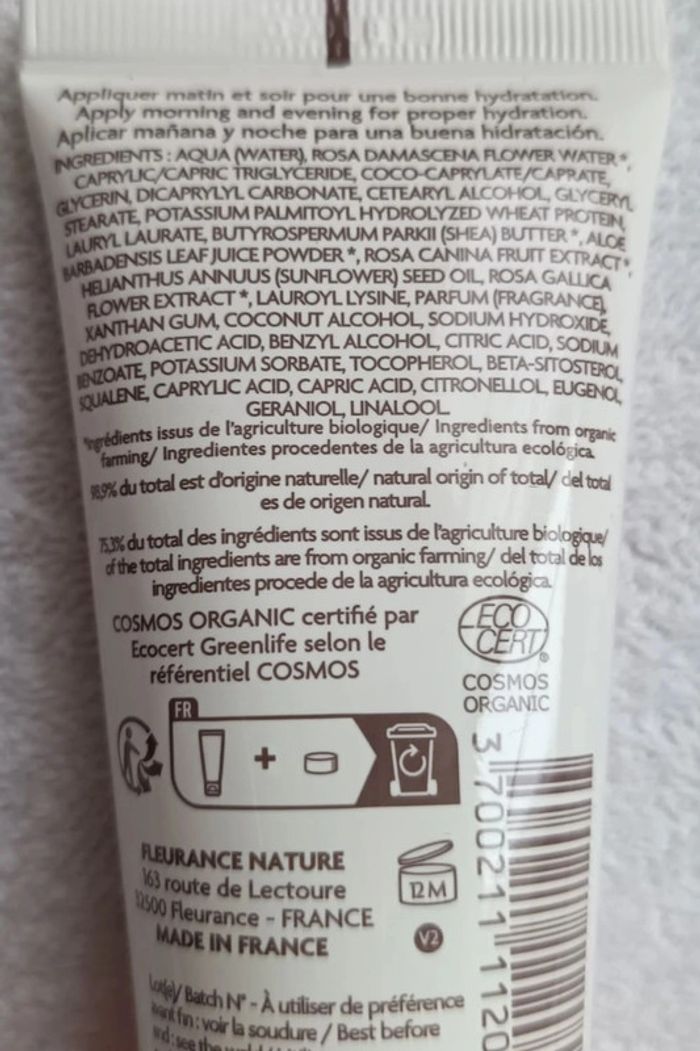 Appliquer matin et soir pour une bonne hydratation.
Apply morning and evening for proper hydration.
Aplicar mañana y noche para una buena hidratación.
INGREDIENTS : AQUA (WATER), ROSA DAMASCENA FLOWER WATER*,
CAPRYLIC/CAPRIC TRIGLYCERIDE, COCO-CAPRYLATE/CAPRATE,
GLYCERIN, DICAPRYLYL CARBONATE, CETEARYL ALCOHOL, GLYCERYL
STEARATE, POTASSIUM PALMITOYL HYDROLYZED WHEAT PROTEIN,
LAURYL LAURATE, BUTYROSPERMUM PARKII (SHEA) BUTTER *, ALOE
BARBADENSIS LEAF JUICE POWDER *, ROSA CANINA FRUIT EXTRACT*,
HELIANTHUS ANNUUS (SUNFLOWER) SEED OIL, ROSA GALLICA
FLOWER EXTRACT *, LAUROYL LYSINE, PARFUM (FRAGRANCE),
XANTHAN GUM, COCONUT ALCOHOL, SODIUM HYDROXIDE,
DEHYDROACETIC ACID, BENZYL ALCOHOL, CITRIC ACID, SODIUM
BENZOATE, POTASSIUM SORBATE, TOCOPHEROL, BETA-SITOSTEROL,
SQUALENE, CAPRYLIC ACID, CAPRIC ACID, CITRONELLOL, EUGENOL,
GERANIOL, LINALOOL.
*Ingrédients issus de l'agriculture biologique/ Ingredients from organic
farming/ Ingredientes procedentes de la agricultura ecológica.
98.9% du total est d'origine naturelle/ natural origin of total/ del total
es de origen natural.
75.3% du total des ingrédients sont issus de l'agriculture biologique/
of the total ingredients are from organic farming/ del total de los
ingredientes procede de la agricultura ecológica.
COSMOS ORGANIC certifié par
Ecocert Greenlife selon le
référentiel COSMOS
ECO
CERT®
COSMOS
ORGANIC
FR
3 700211 1120
FLEURANCE NATURE
163 route de Lectoure
32500 Fleurance - FRANCE
MADE IN FRANCE
12 M
V2
Lot(e)/ Batch N° - À utiliser de préférence
avant fin : voir la soudure / Best before
end : see the